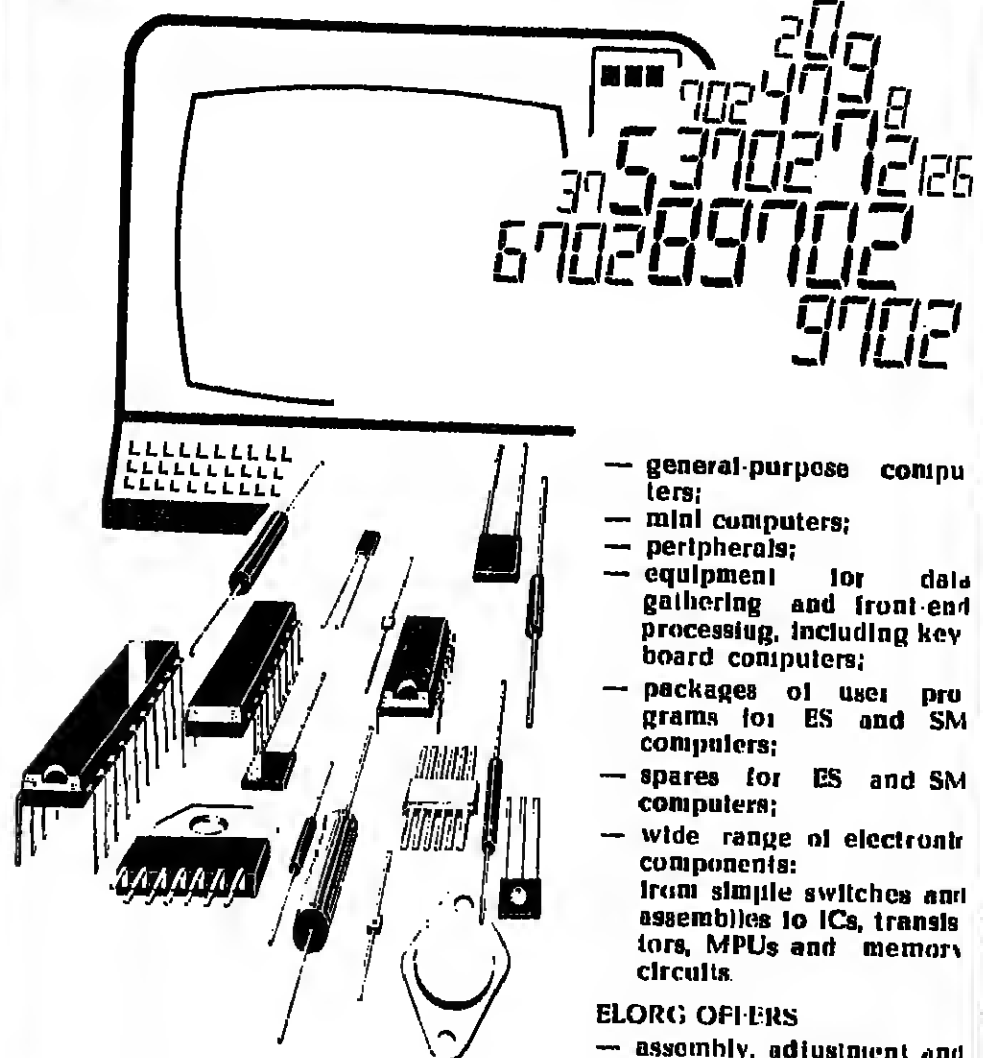 209
702 479 8
37 5 3702 72 126
6702 89702
9702
LLLLLLLLLL
LLLLLLLLLL
LLLLLLLLLL
— general-purpose compu
ters;
— mini computers;
— peripherals;
— equipment for data
gathering and front-end
processing, including key
board computers;
— packages of user pro
grams for ES and SM
computers;
— spares for ES and SM
computers;
— wide range of electronic
components:
from simple switches and
assemblies to ICs, transis
tors, MPUs and memory
circuits.
ELORG OFFERS
— assembly, adjustment and